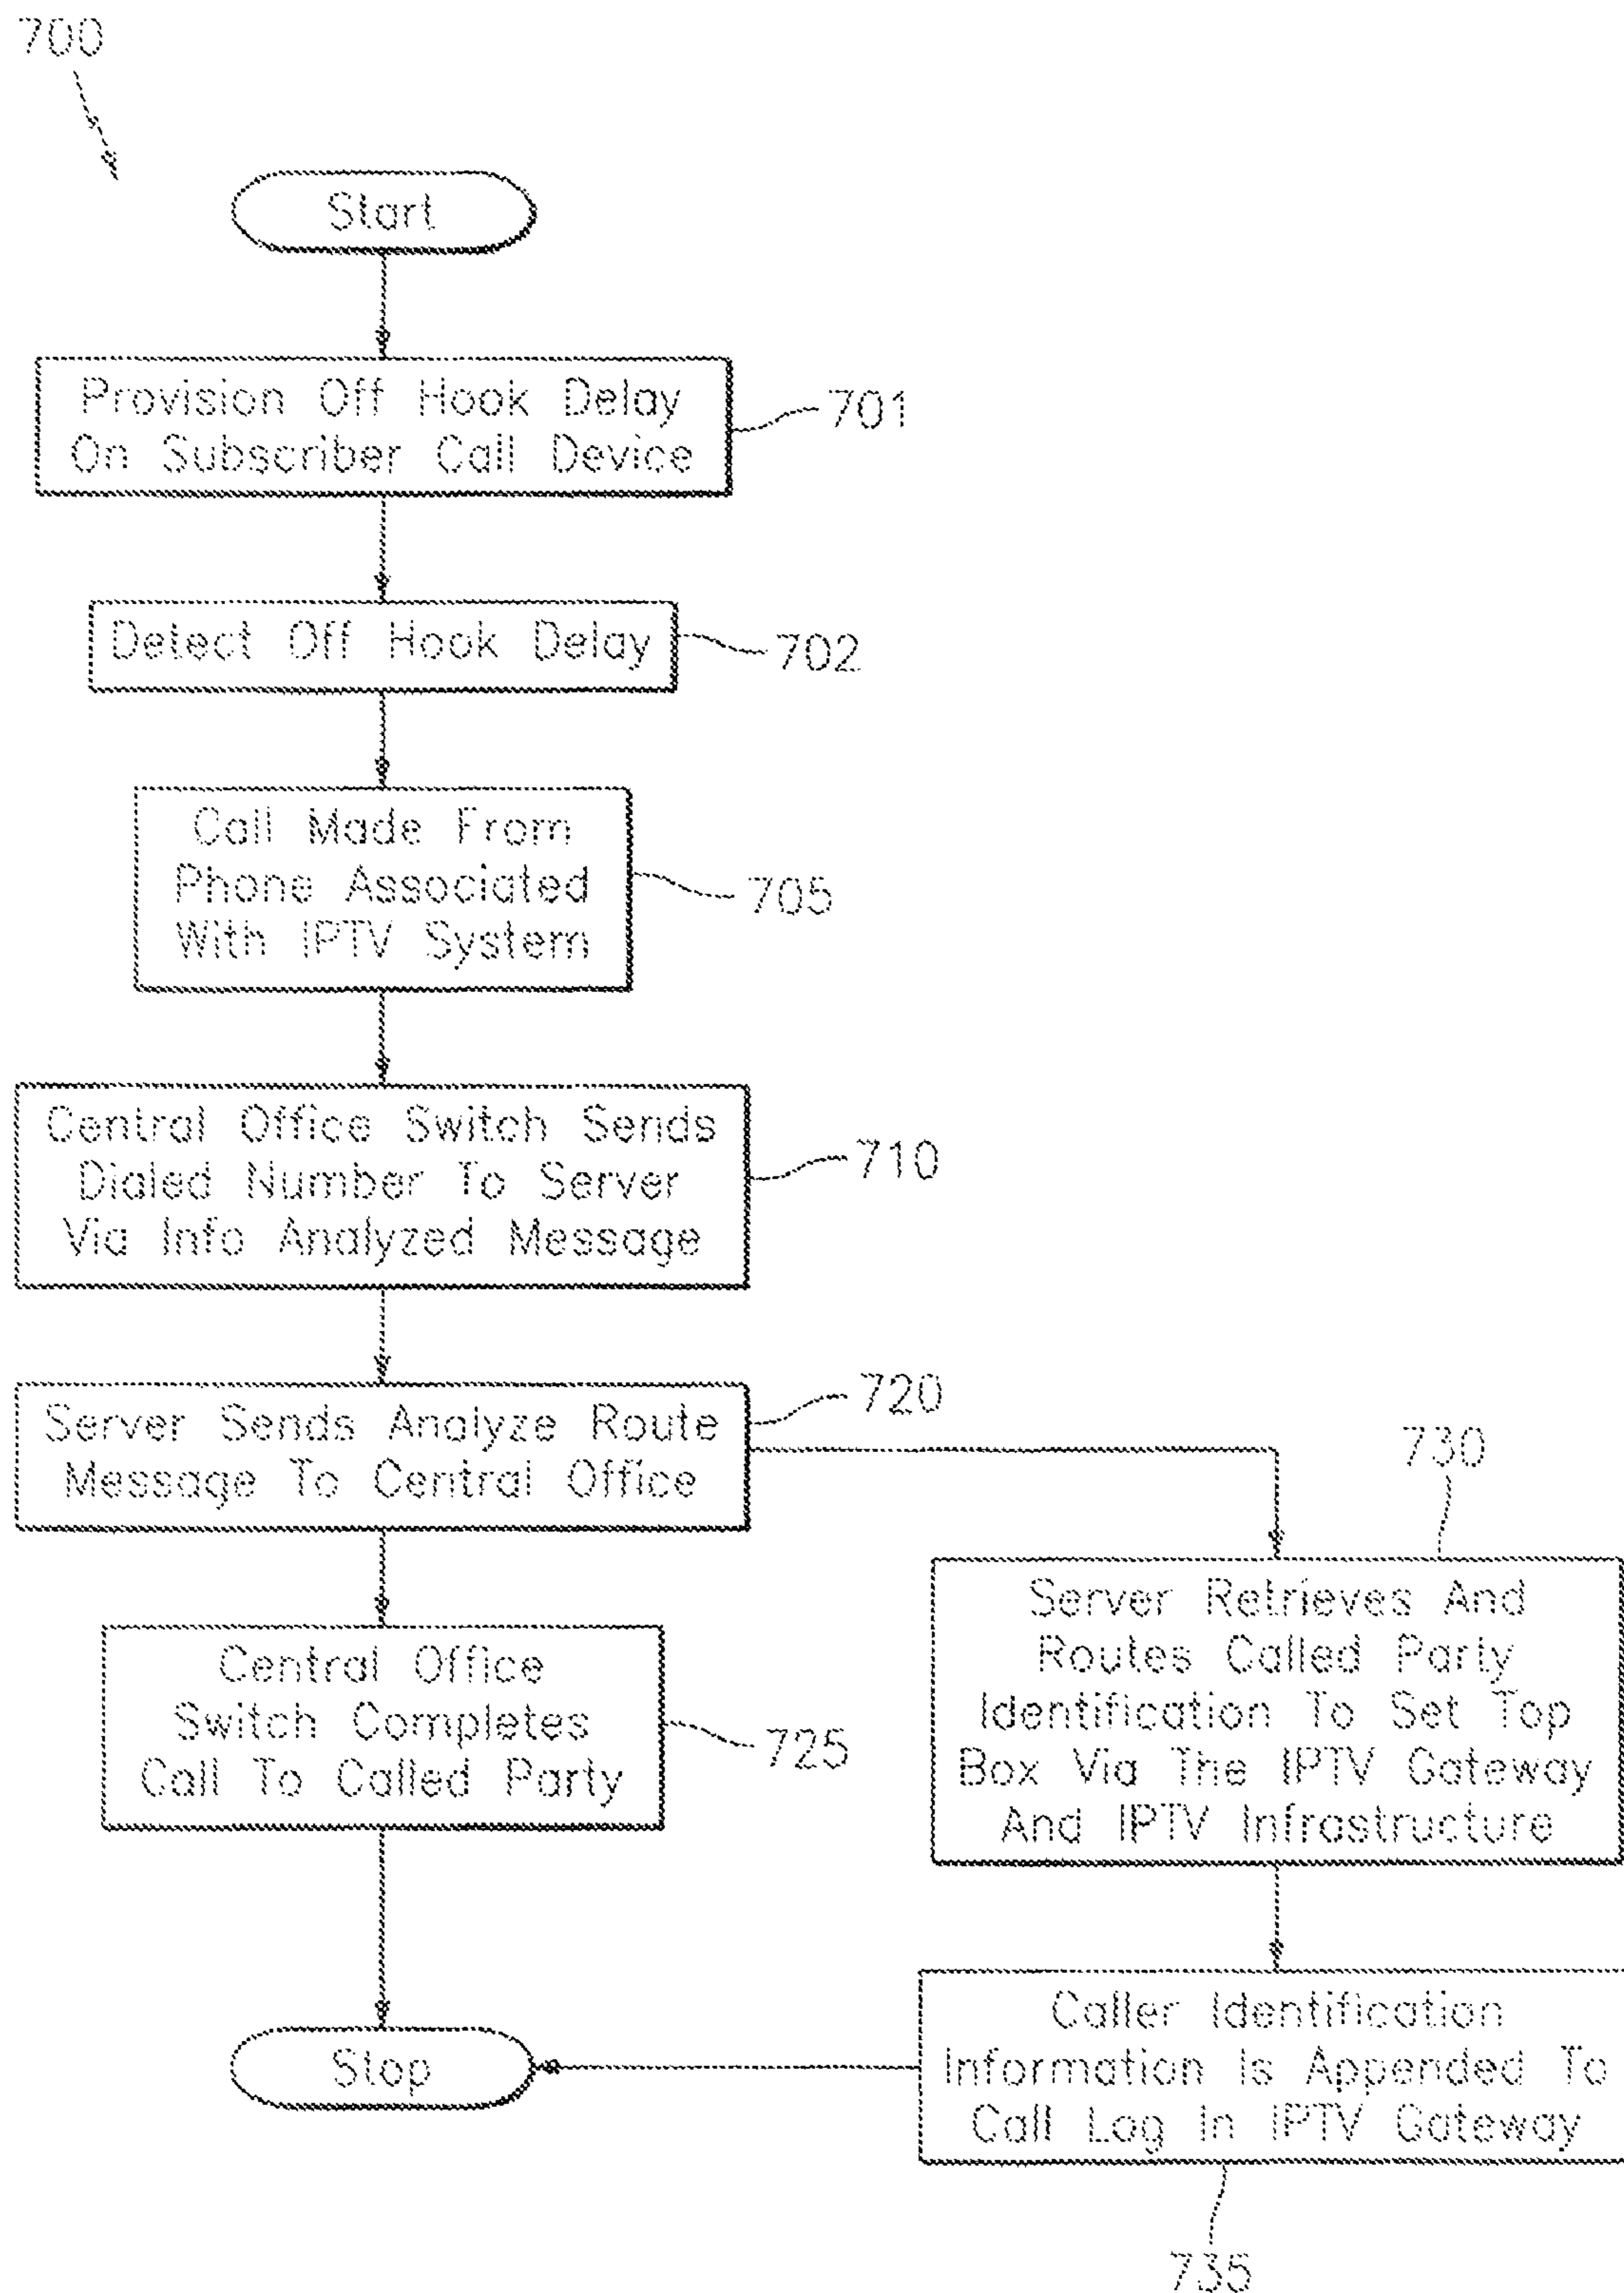 700
Start
Provision Off Hook Delay
On Subscriber Call Device
701
Detect Off Hook Delay
702
Call Made From
Phone Associated
With IPTV System
705
Central Office Switch Sends
Dialed Number To Server
Via Info Analyzed Message
710
Server Sends Analyze Route
Message To Central Office
720
730
Central Office
Switch Completes
Call To Called Party
725
Server Retrieves And
Routes Called Party
Identification To Set Top
Box Via The IPTV Gateway
And IPTV Infrastructure
Stop
Caller Identification
Information Is Appended To
Call Log In IPTV Gateway
735